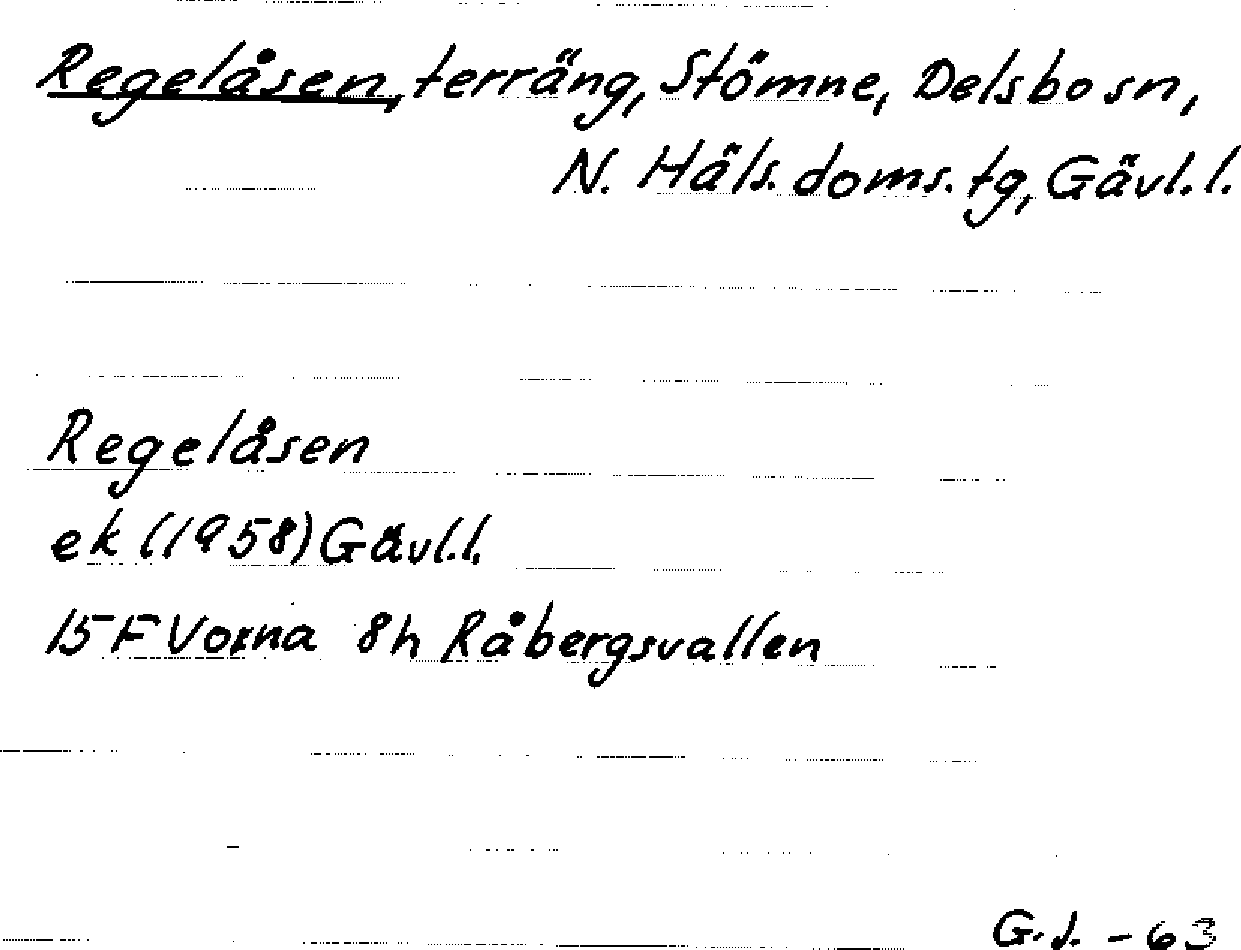 Regelåsen, terräng, Stömne, Delsbo sn,
N. Häls. doms. tg, Gävl. l.
Regelåsen
ek (1958) Gävl. l.
15 F Voxna 8h Råbergsvallen
G. J. - 63